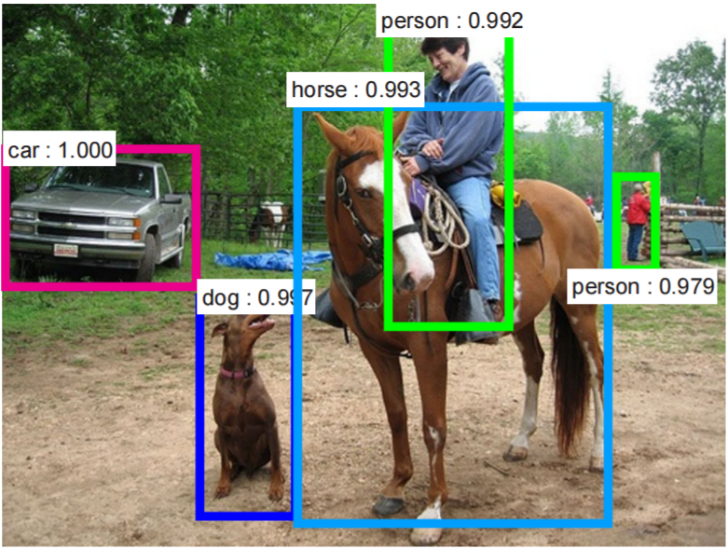 person : 0.992
horse : 0.993
car : 1.000
dog : 0.997
person : 0.979